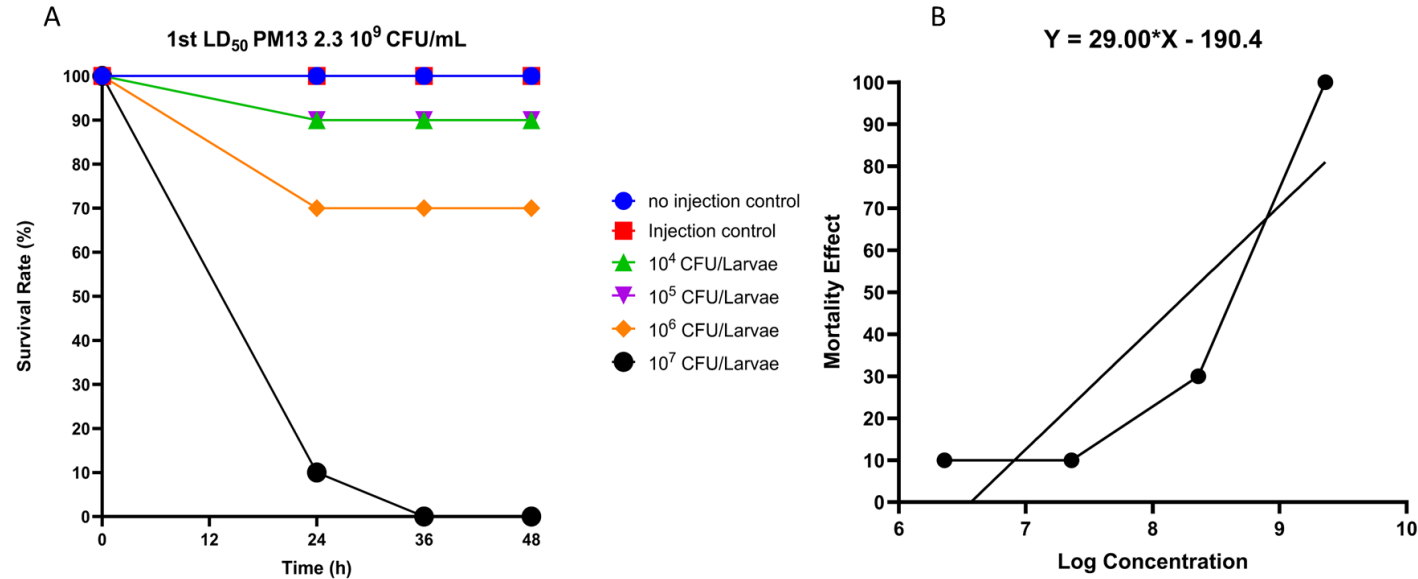 A
1st LD50 PM13 2.3 10^9 CFU/mL
Survival Rate (%)
100
90
80
70
60
50
40
30
20
10
0
0 12 24 36 48
Time (h)
no injection control
Injection control
10^4 CFU/Larvae
10^5 CFU/Larvae
10^6 CFU/Larvae
10^7 CFU/Larvae
B
Y = 29.00*X - 190.4
Mortality Effect
100
90
80
70
60
50
40
30
20
10
0
6 7 8 9 10
Log Concentration